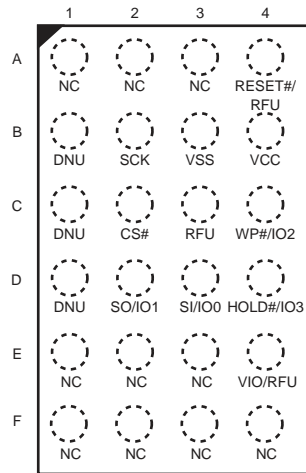 1 2 3 4
A
NC NC NC RESET#/
RFU
B
DNU SCK VSS VCC
C
DNU CS# RFU WP#/IO2
D
DNU SO/IO1 SI/IO0 HOLD#/IO3
E
NC NC NC VIO/RFU
F
NC NC NC NC